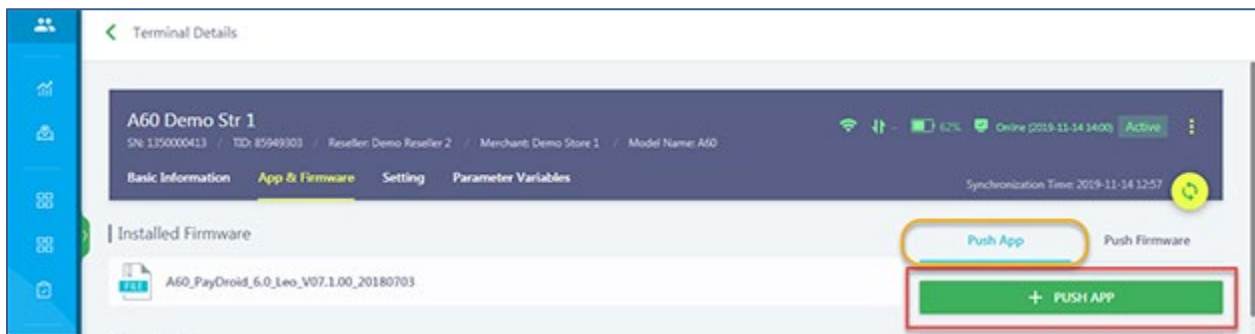 Terminal Details
A60 Demo Str 1
SN: 1350000413 / TID: 85949303 / Reseller: Demo Reseller 2 / Merchant: Demo Store 1 / Model Name: A60
62% Online (2019-11-14 14:00) Active
Basic Information App & Firmware Setting Parameter Variables
Synchronization Time: 2019-11-14 12:57
Installed Firmware
Push App Push Firmware
FILE A60_PayDroid_6.0_Leo_V07.1.00_20180703
+ PUSH APP